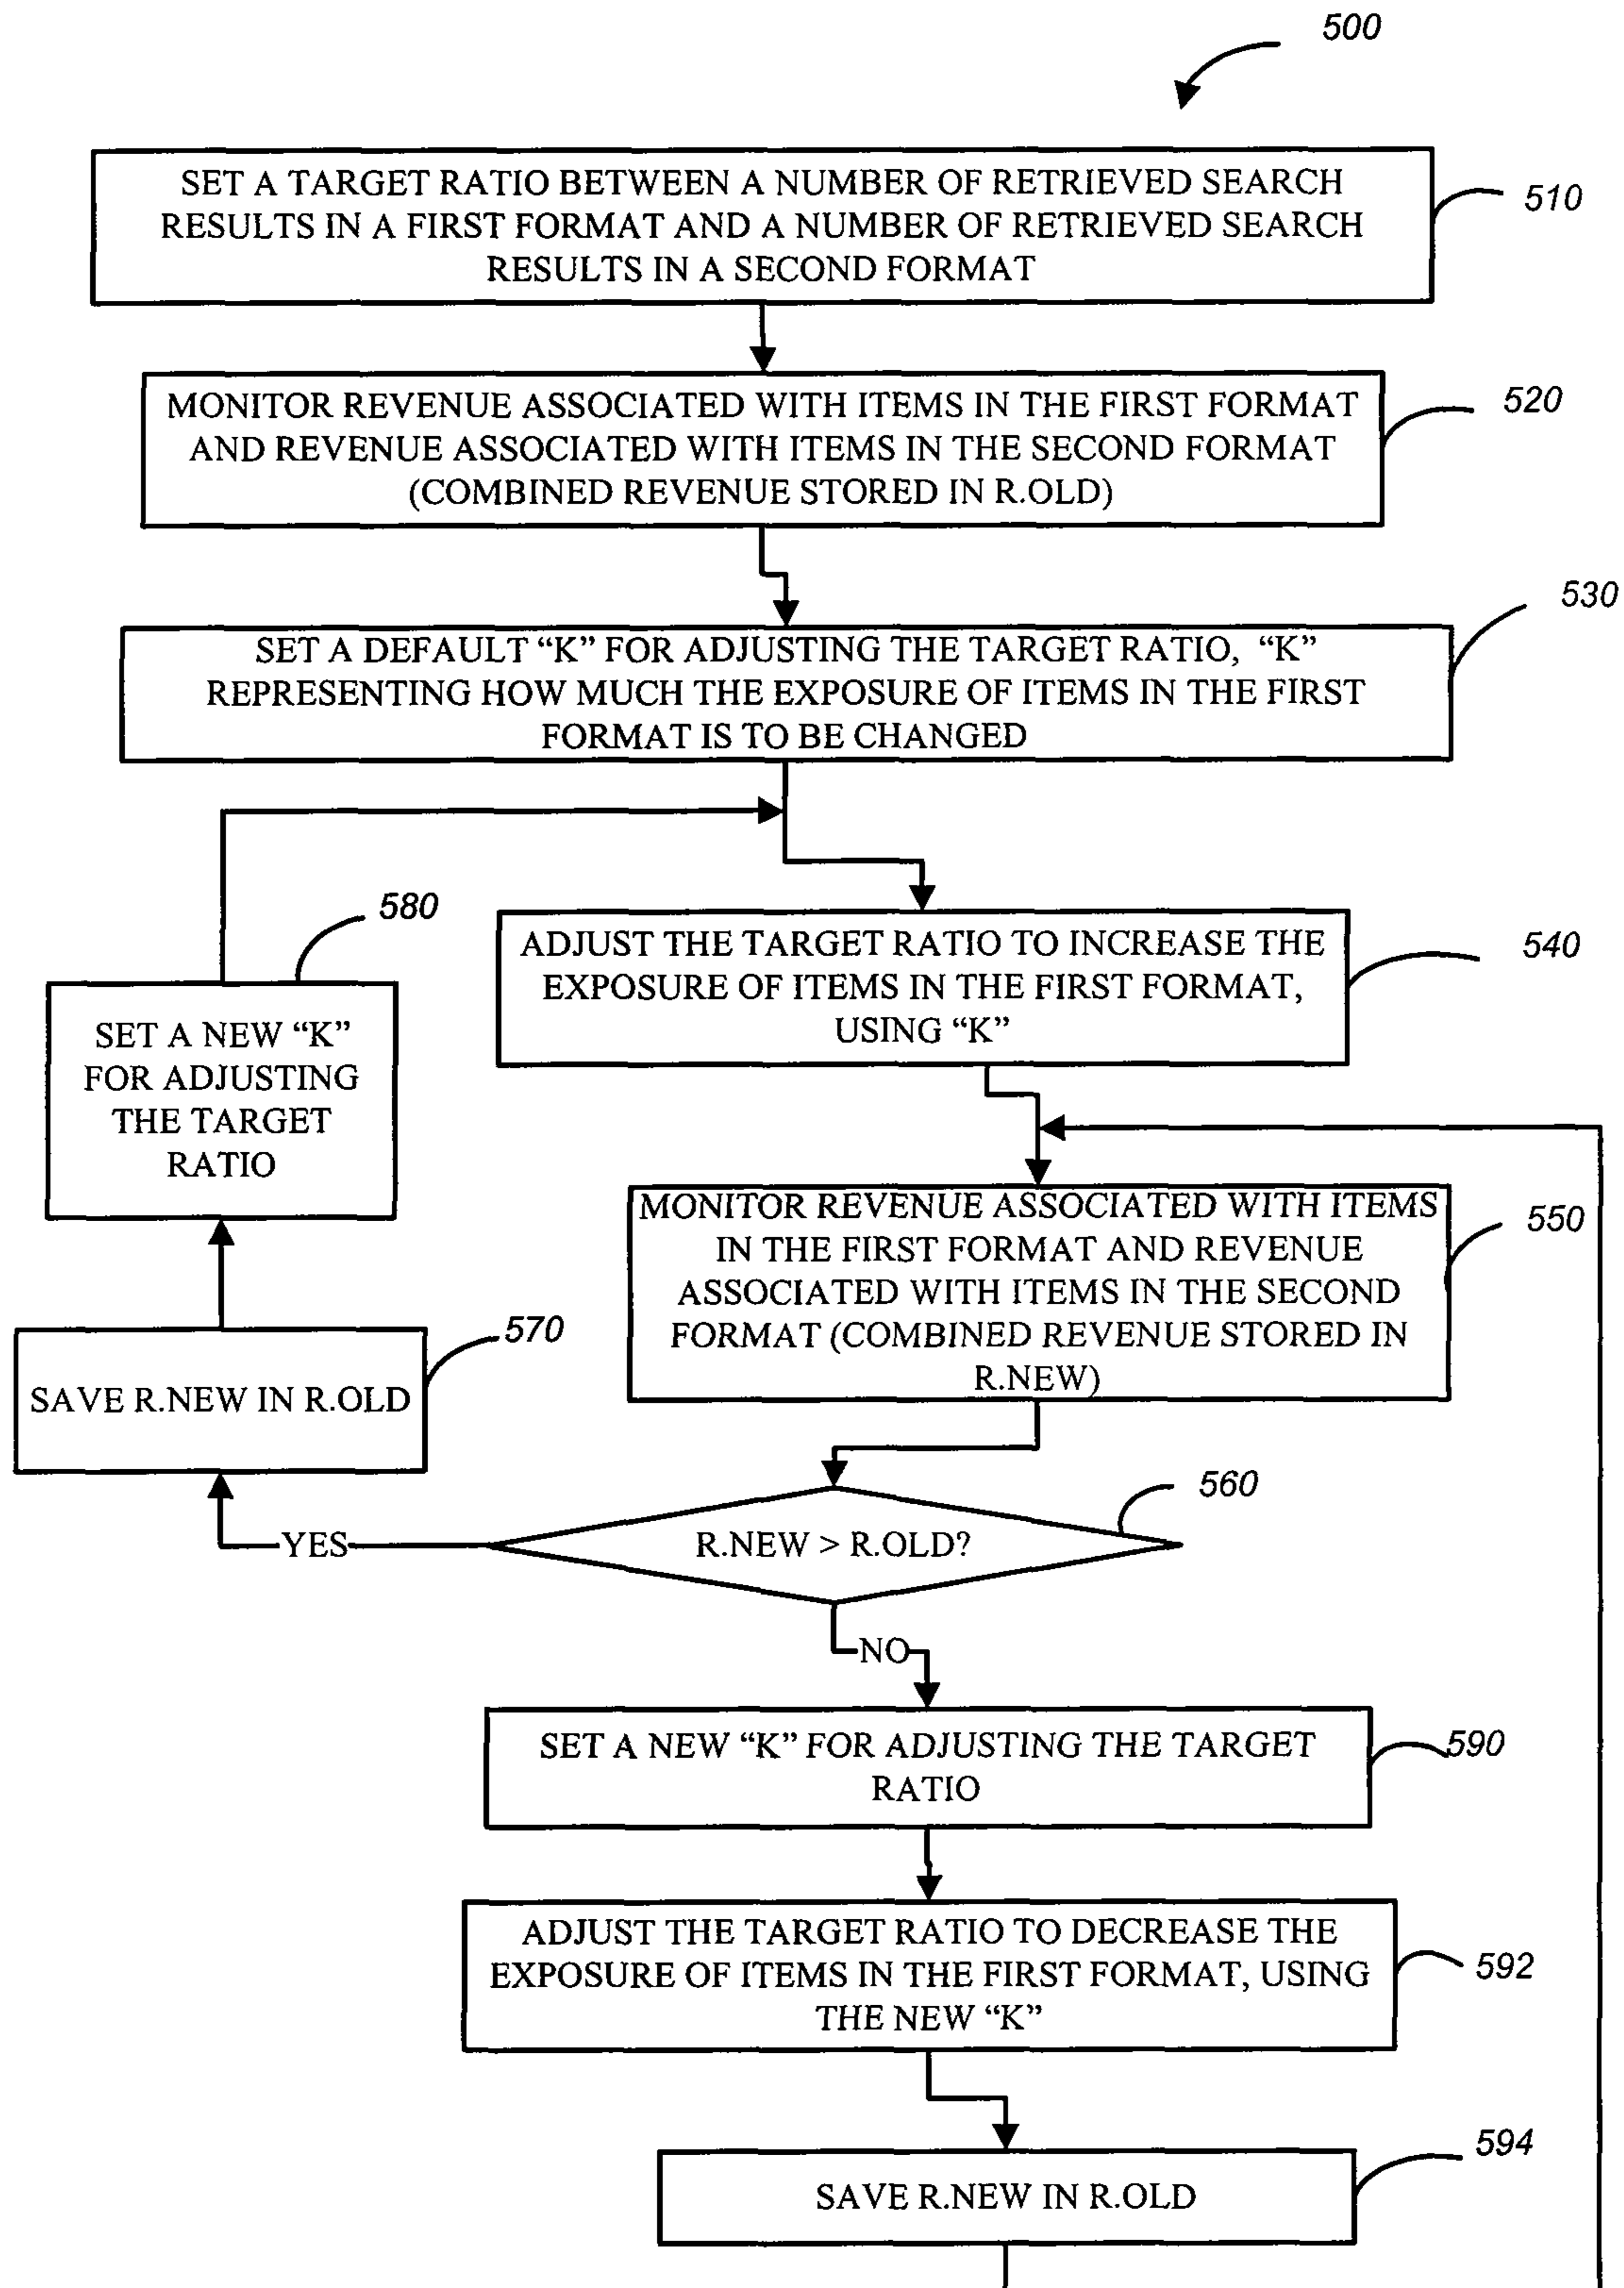 500
SET A TARGET RATIO BETWEEN A NUMBER OF RETRIEVED SEARCH
RESULTS IN A FIRST FORMAT AND A NUMBER OF RETRIEVED SEARCH
RESULTS IN A SECOND FORMAT
510
MONITOR REVENUE ASSOCIATED WITH ITEMS IN THE FIRST FORMAT
AND REVENUE ASSOCIATED WITH ITEMS IN THE SECOND FORMAT
(COMBINED REVENUE STORED IN R.OLD)
520
SET A DEFAULT “K” FOR ADJUSTING THE TARGET RATIO, “K”
REPRESENTING HOW MUCH THE EXPOSURE OF ITEMS IN THE FIRST
FORMAT IS TO BE CHANGED
530
ADJUST THE TARGET RATIO TO INCREASE THE
EXPOSURE OF ITEMS IN THE FIRST FORMAT,
USING “K”
540
580
SET A NEW “K”
FOR ADJUSTING
THE TARGET
RATIO
MONITOR REVENUE ASSOCIATED WITH ITEMS
IN THE FIRST FORMAT AND REVENUE
ASSOCIATED WITH ITEMS IN THE SECOND
FORMAT (COMBINED REVENUE STORED IN
R.NEW)
550
570
SAVE R.NEW IN R.OLD
560
R.NEW > R.OLD?
YES
NO
SET A NEW “K” FOR ADJUSTING THE TARGET
RATIO
590
ADJUST THE TARGET RATIO TO DECREASE THE
EXPOSURE OF ITEMS IN THE FIRST FORMAT, USING
THE NEW “K”
592
SAVE R.NEW IN R.OLD
594